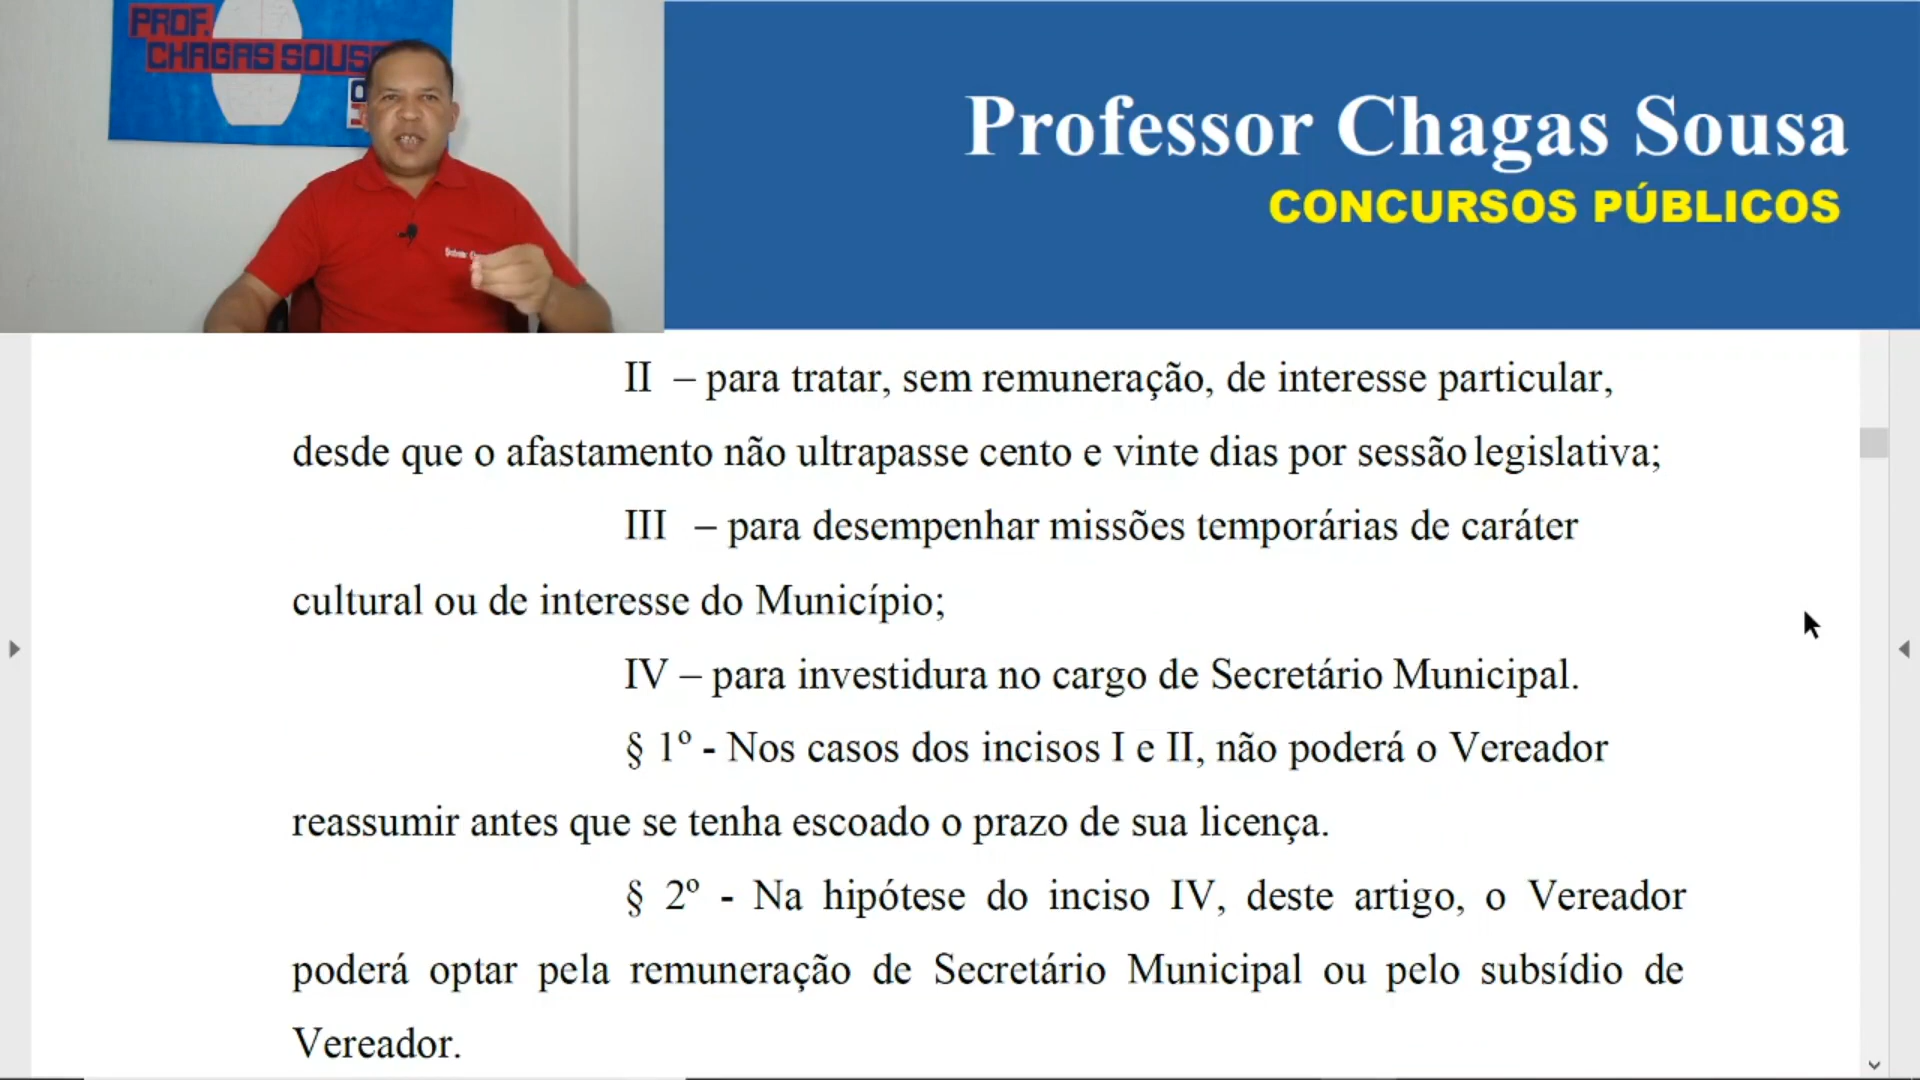 PROF.
CHAGAS SOUS
Professor Chagas Sousa
CONCURSOS PÚBLICOS
II – para tratar, sem remuneração, de interesse particular,
desde que o afastamento não ultrapasse cento e vinte dias por sessão legislativa;
III – para desempenhar missões temporárias de caráter
cultural ou de interesse do Município;
IV – para investidura no cargo de Secretário Municipal.
§ 1º - Nos casos dos incisos I e II, não poderá o Vereador
reassumir antes que se tenha escoado o prazo de sua licença.
§ 2º - Na hipótese do inciso IV, deste artigo, o Vereador
poderá optar pela remuneração de Secretário Municipal ou pelo subsídio de
Vereador.